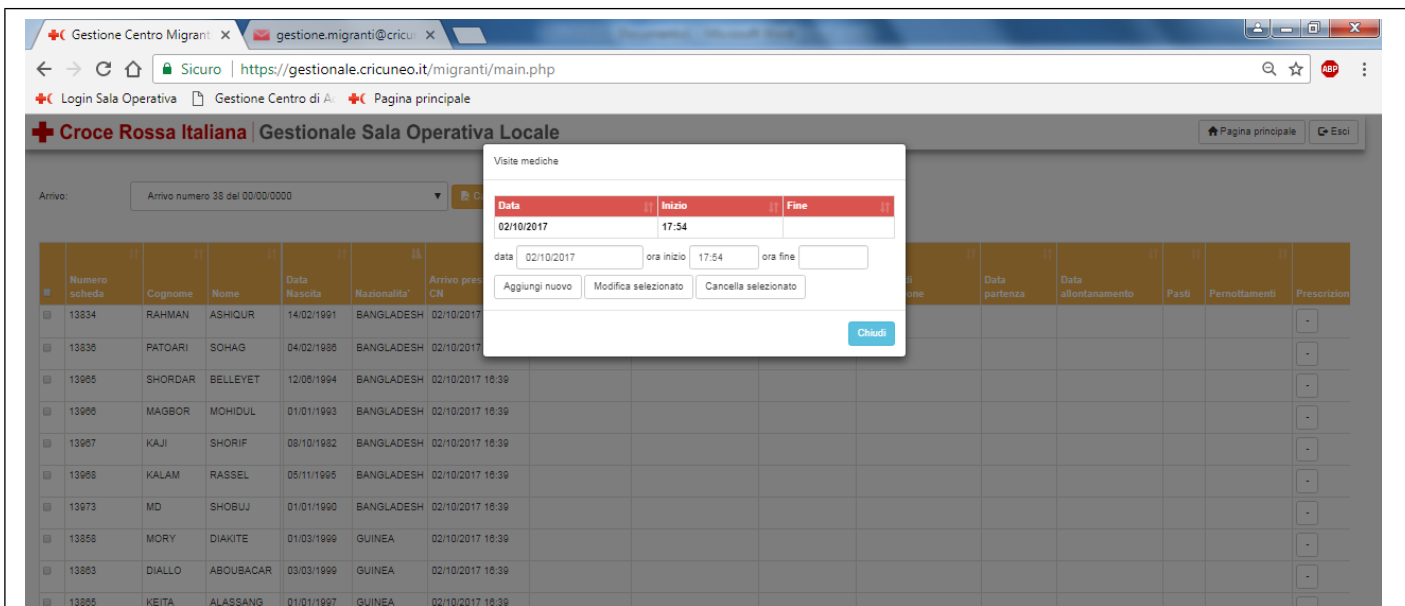 Gestione Centro Migrant
gestione.migranti@cricu
Sicuro | https://gestionale.cricuneo.it/migranti/main.php
ABP
Login Sala Operativa Gestione Centro di A Pagina principale
Croce Rossa Italiana | Gestionale Sala Operativa Locale
Pagina principale Esci
Visite mediche
Arrivo: Arrivo numero 38 del 00/00/0000
Data Inizio Fine
02/10/2017 17:54
data 02/10/2017 ora inizio 17:54 ora fine
Aggiungi nuovo Modifica selezionato Cancella selezionato
Chiudi
Numero scheda Cognome Nome Data Nascita Nazionalita' Arrivo pres CN Data partenza Data allontanamento Pasti Pernottamenti Prescrizion
13834 RAHMAN ASHIQUR 14/02/1991 BANGLADESH 02/10/2017 -
13836 PATOARI SOHAG 04/02/1986 BANGLADESH 02/10/2017 -
13965 SHORDAR BELLEYET 12/06/1994 BANGLADESH 02/10/2017 16:39 -
13966 MAGBOR MOHIDUL 01/01/1993 BANGLADESH 02/10/2017 16:39 -
13967 KAJI SHORIF 08/10/1982 BANGLADESH 02/10/2017 16:39 -
13968 KALAM RASSEL 05/11/1995 BANGLADESH 02/10/2017 16:39 -
13973 MD SHOBUJ 01/01/1990 BANGLADESH 02/10/2017 16:39 -
13858 MORY DIAKITE 01/03/1999 GUINEA 02/10/2017 16:39 -
13863 DIALLO ABOUBACAR 03/03/1999 GUINEA 02/10/2017 16:39 -
13865 KEITA ALASSANG 01/01/1997 GUINEA 02/10/2017 16:39